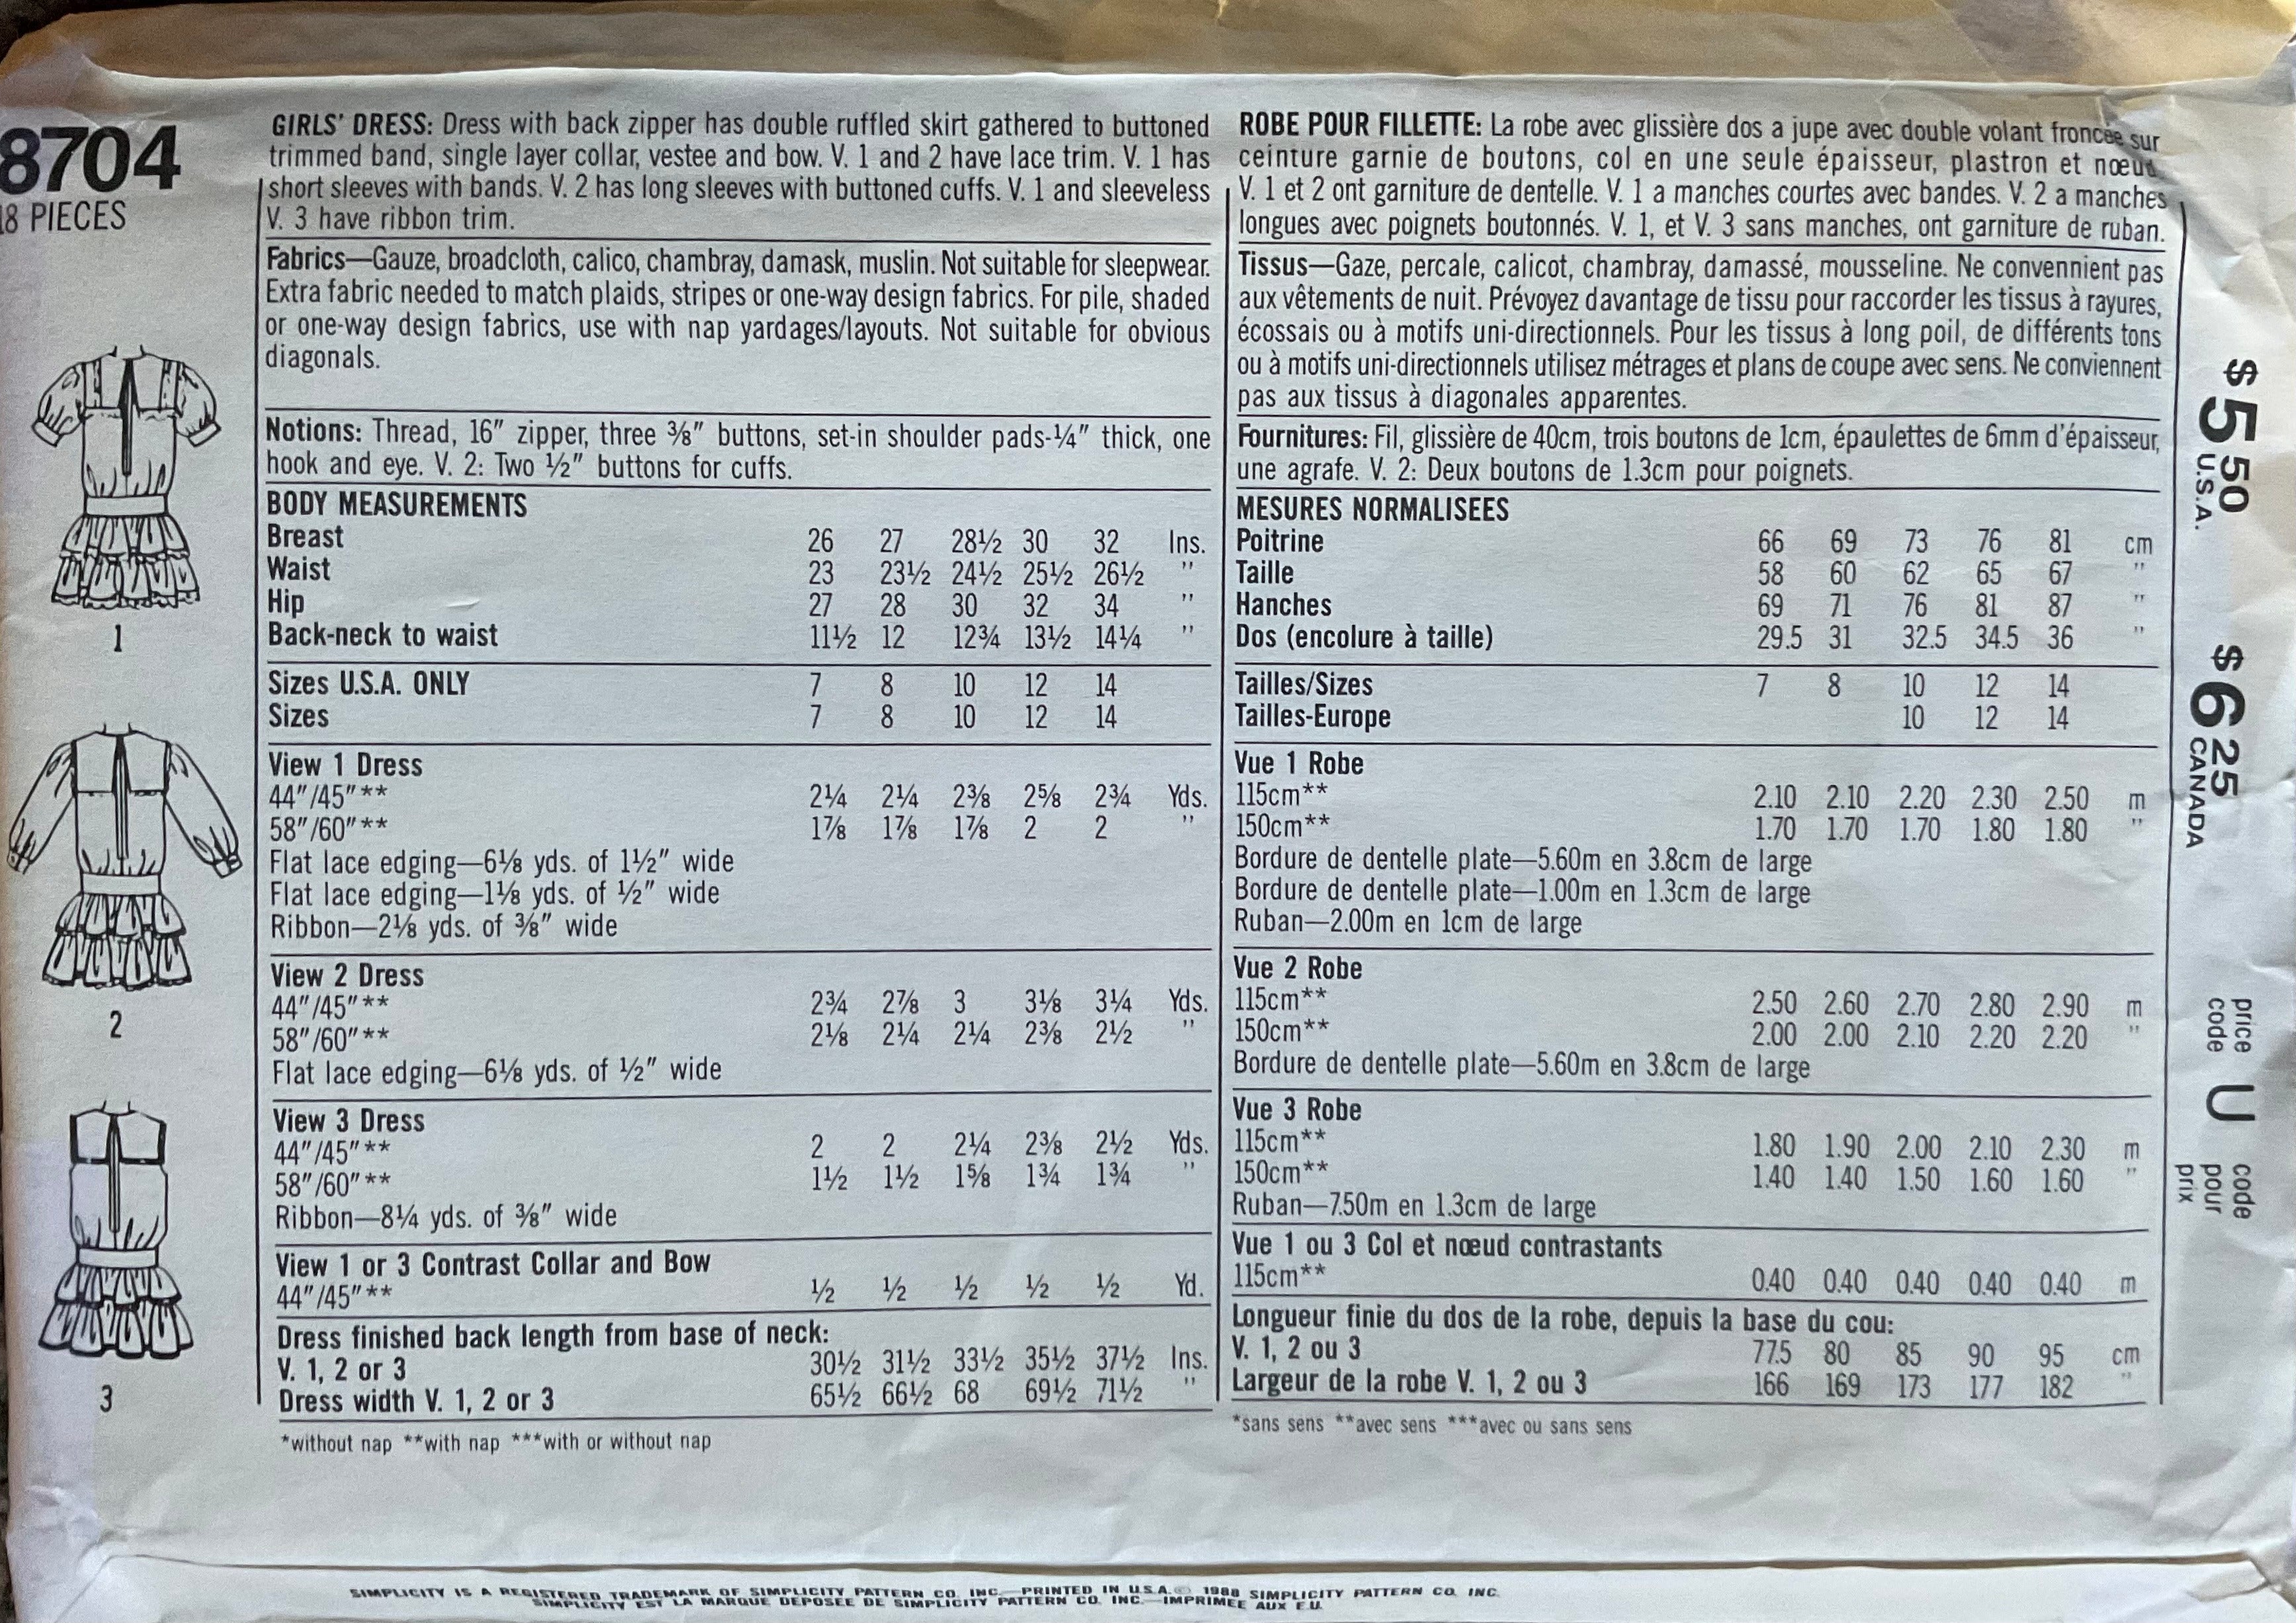 8704
18 PIECES
1
2
3
GIRLS' DRESS: Dress with back zipper has double ruffled skirt gathered to buttoned
trimmed band, single layer collar, vestee and bow. V. 1 and 2 have lace trim. V. 1 has
short sleeves with bands. V. 2 has long sleeves with buttoned cuffs. V. 1 and sleeveless
V. 3 have ribbon trim.
Fabrics—Gauze, broadcloth, calico, chambray, damask, muslin. Not suitable for sleepwear.
Extra fabric needed to match plaids, stripes or one-way design fabrics. For pile, shaded
or one-way design fabrics, use with nap yardages/layouts. Not suitable for obvious
diagonals.
Notions: Thread, 16" zipper, three ⅜" buttons, set-in shoulder pads-¼" thick, one
hook and eye. V. 2: Two ½" buttons for cuffs.
BODY MEASUREMENTS
Breast 26 27 28½ 30 32 Ins.
Waist 23 23½ 24½ 25½ 26½ "
Hip 27 28 30 32 34 "
Back-neck to waist 11½ 12 12¾ 13½ 14¼ "
Sizes U.S.A. ONLY 7 8 10 12 14
Sizes 7 8 10 12 14
View 1 Dress
44"/45"** 2¼ 2¼ 2⅜ 2⅝ 2¾ Yds.
58"/60"** 1⅞ 1⅞ 1⅞ 2 2 "
Flat lace edging—6⅛ yds. of 1½" wide
Flat lace edging—1⅛ yds. of ½" wide
Ribbon—2⅛ yds. of ⅜" wide
View 2 Dress
44"/45"** 2¾ 2⅞ 3 3⅛ 3¼ Yds.
58"/60"** 2⅛ 2¼ 2¼ 2⅜ 2½ "
Flat lace edging—6⅛ yds. of ½" wide
View 3 Dress
44"/45"** 2 2 2¼ 2⅜ 2½ Yds.
58"/60"** 1½ 1½ 1⅝ 1¾ 1¾ "
Ribbon—8¼ yds. of ⅜" wide
View 1 or 3 Contrast Collar and Bow
44"/45"** ½ ½ ½ ½ ½ Yd.
Dress finished back length from base of neck:
V. 1, 2 or 3 30½ 31½ 33½ 35½ 37½ Ins.
Dress width V. 1, 2 or 3 65½ 66½ 68 69½ 71½ "
*without nap **with nap ***with or without nap
ROBE POUR FILLETTE: La robe avec glissière dos a jupe avec double volant froncée sur
ceinture garnie de boutons, col en une seule épaisseur, plastron et nœud.
V. 1 et 2 ont garniture de dentelle. V. 1 a manches courtes avec bandes. V. 2 a manches
longues avec poignets boutonnés. V. 1, et V. 3 sans manches, ont garniture de ruban.
Tissus—Gaze, percale, calicot, chambray, damassé, mousseline. Ne convennient pas
aux vêtements de nuit. Prévoyez davantage de tissu pour raccorder les tissus à rayures,
écossais ou à motifs uni-directionnels. Pour les tissus à long poil, de différents tons
ou à motifs uni-directionnels utilisez métrages et plans de coupe avec sens. Ne conviennent
pas aux tissus à diagonales apparentes.
Fournitures: Fil, glissière de 40cm, trois boutons de 1cm, épaulettes de 6mm d'épaisseur,
une agrafe. V. 2: Deux boutons de 1.3cm pour poignets.
MESURES NORMALISEES
Poitrine 66 69 73 76 81 cm
Taille 58 60 62 65 67 "
Hanches 69 71 76 81 87 "
Dos (encolure à taille) 29.5 31 32.5 34.5 36 "
Tailles/Sizes 7 8 10 12 14
Tailles-Europe 10 12 14
Vue 1 Robe
115cm** 2.10 2.10 2.20 2.30 2.50 m
150cm** 1.70 1.70 1.70 1.80 1.80 "
Bordure de dentelle plate—5.60m en 3.8cm de large
Bordure de dentelle plate—1.00m en 1.3cm de large
Ruban—2.00m en 1cm de large
Vue 2 Robe
115cm** 2.50 2.60 2.70 2.80 2.90 m
150cm** 2.00 2.00 2.10 2.20 2.20 "
Bordure de dentelle plate—5.60m en 3.8cm de large
Vue 3 Robe
115cm** 1.80 1.90 2.00 2.10 2.30 m
150cm** 1.40 1.40 1.50 1.60 1.60 "
Ruban—7.50m en 1.3cm de large
Vue 1 ou 3 Col et nœud contrastants
115cm** 0.40 0.40 0.40 0.40 0.40 m
Longueur finie du dos de la robe, depuis la base du cou:
V. 1, 2 ou 3 77.5 80 85 90 95 cm
Largeur de la robe V. 1, 2 ou 3 166 169 173 177 182 "
*sans sens **avec sens ***avec ou sans sens
$5 50
U.S.A.
$6 25
CANADA
price
code
U
code
pour
prix
SIMPLICITY IS A REGISTERED TRADEMARK OF SIMPLICITY PATTERN CO. INC.—PRINTED IN U.S.A. © 1988 SIMPLICITY PATTERN CO. INC.
SIMPLICITY EST LA MARQUE DEPOSEE DE SIMPLICITY PATTERN CO. INC.—IMPRIMEE AUX E.U.